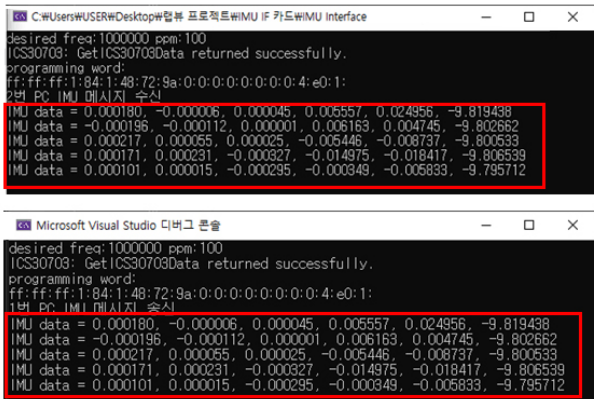 C:₩Users₩USER₩Desktop₩랩뷰 프로젝트₩IMU IF 카드₩IMU Interface
desired freq:1000000 ppm:100
ICS30703: GetICS30703Data returned successfully.
programming word:
ff:ff:ff:1:84:1:48:72:9a:0:0:0:0:0:0:0:0:4:e0:1:
2번 PC IMU 메시지 수신
IMU data = 0.000180, -0.000006, 0.000045, 0.005557, 0.024956, -9.819438
IMU data = -0.000196, -0.000112, 0.000001, 0.006163, 0.004745, -9.802662
IMU data = 0.000217, 0.000055, 0.000025, -0.005446, -0.008737, -9.800533
IMU data = 0.000171, 0.000231, -0.000327, -0.014975, -0.018417, -9.806539
IMU data = 0.000101, 0.000015, -0.000295, -0.000349, -0.005833, -9.795712
Microsoft Visual Studio 디버그 콘솔
desired freq:1000000 ppm:100
ICS30703: GetICS30703Data returned successfully.
programming word:
ff:ff:ff:1:84:1:48:72:9a:0:0:0:0:0:0:0:0:4:e0:1:
1번 PC IMU 메시지 송신
IMU data = 0.000180, -0.000006, 0.000045, 0.005557, 0.024956, -9.819438
IMU data = -0.000196, -0.000112, 0.000001, 0.006163, 0.004745, -9.802662
IMU data = 0.000217, 0.000055, 0.000025, -0.005446, -0.008737, -9.800533
IMU data = 0.000171, 0.000231, -0.000327, -0.014975, -0.018417, -9.806539
IMU data = 0.000101, 0.000015, -0.000295, -0.000349, -0.005833, -9.795712